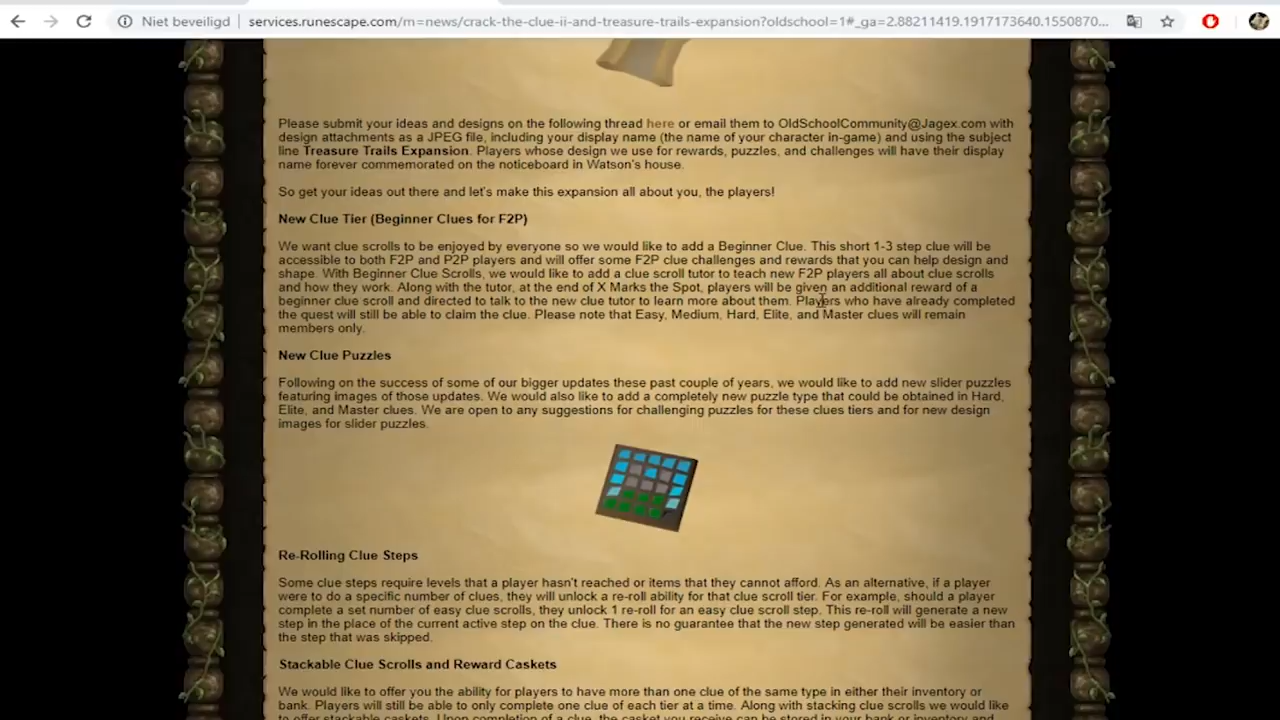 Niet beveiligd
services.runescape.com/m=news/crack-the-clue-ii-and-treasure-trails-expansion?oldschool=1#_ga=2.88211419.1917173640.1550870...
Please submit your ideas and designs on the following thread here or email them to OldSchoolCommunity@Jagex.com with
design attachments as a JPEG file, including your display name (the name of your character in-game) and using the subject
line Treasure Trails Expansion. Players whose design we use for rewards, puzzles, and challenges will have their display
name forever commemorated on the noticeboard in Watson's house.
So get your ideas out there and let's make this expansion all about you, the players!
New Clue Tier (Beginner Clues for F2P)
We want clue scrolls to be enjoyed by everyone so we would like to add a Beginner Clue. This short 1-3 step clue will be
accessible to both F2P and P2P players and will offer some F2P clue challenges and rewards that you can help design and
shape. With Beginner Clue Scrolls, we would like to add a clue scroll tutor to teach new F2P players all about clue scrolls
and how they work. Along with the tutor, at the end of X Marks the Spot, players will be given an additional reward of a
beginner clue scroll and directed to talk to the new clue tutor to learn more about them. Players who have already completed
the quest will still be able to claim the clue. Please note that Easy, Medium, Hard, Elite, and Master clues will remain
members only.
New Clue Puzzles
Following on the success of some of our bigger updates these past couple of years, we would like to add new slider puzzles
featuring images of those updates. We would also like to add a completely new puzzle type that could be obtained in Hard,
Elite, and Master clues. We are open to any suggestions for challenging puzzles for these clues tiers and for new design
images for slider puzzles.
Re-Rolling Clue Steps
Some clue steps require levels that a player hasn't reached or items that they cannot afford. As an alternative, if a player
were to do a specific number of clues, they will unlock a re-roll ability for that clue scroll tier. For example, should a player
complete a set number of easy clue scrolls, they unlock 1 re-roll for an easy clue scroll step. This re-roll will generate a new
step in the place of the current active step on the clue. There is no guarantee that the new step generated will be easier than
the step that was skipped.
Stackable Clue Scrolls and Reward Caskets
We would like to offer you the ability for players to have more than one clue of the same type in either their inventory or
bank. Players will still be able to only complete one clue of each tier at a time. Along with stacking clue scrolls we would like
to offer stackable caskets. Upon completion of a clue, the casket you receive can be stored in your bank or inventory and